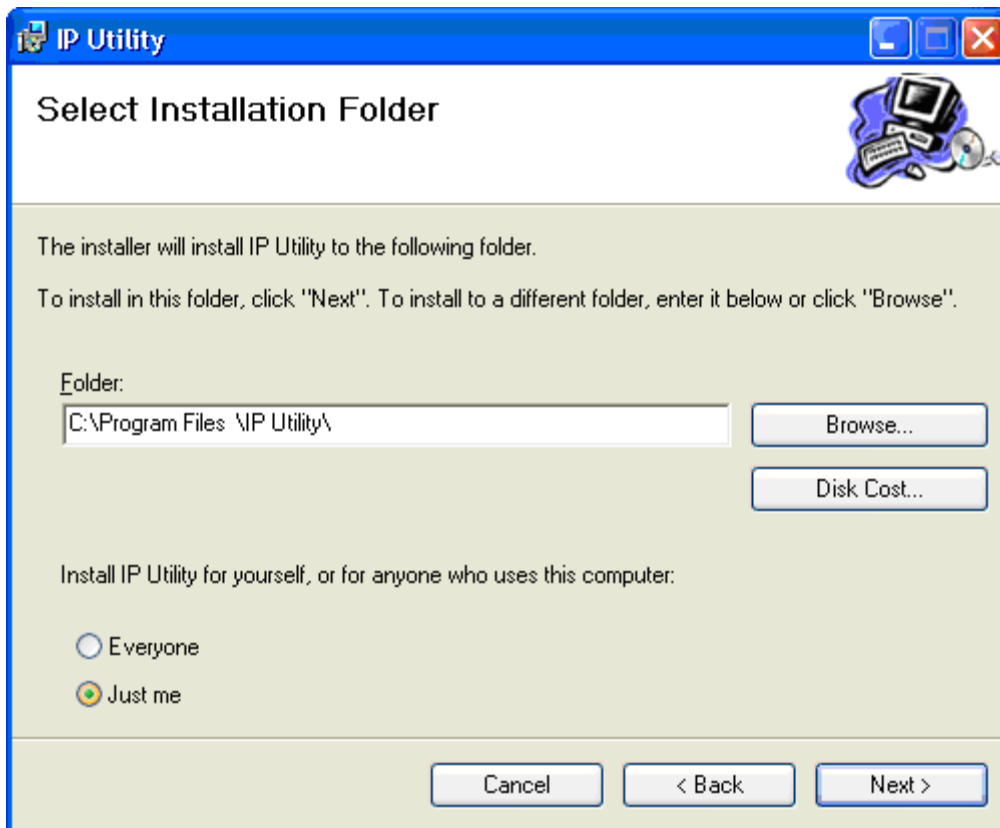 IP Utility
Select Installation Folder
The installer will install IP Utility to the following folder.
To install in this folder, click "Next". To install to a different folder, enter it below or click "Browse".
Folder:
C:\Program Files \IP Utility\
Browse...
Disk Cost...
Install IP Utility for yourself, or for anyone who uses this computer:
Everyone
Just me
Cancel
< Back
Next >